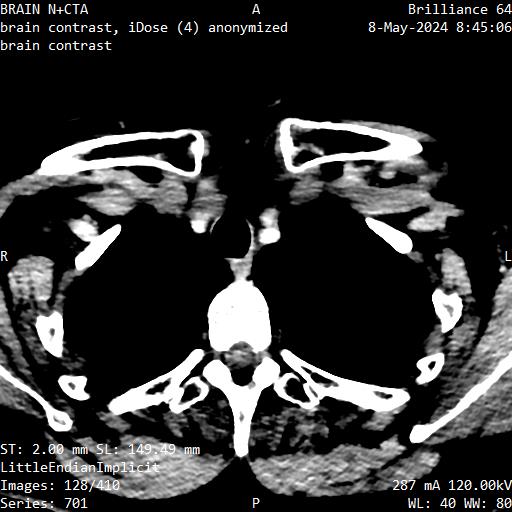 BRAIN N+CTA
brain contrast, iDose (4) anonymized
brain contrast
A
Brilliance 64
8-May-2024 8:45:06
R
L
ST: 2.00 mm SL: 149.49 mm
LittleEndianImplicit
Images: 128/410
Series: 701
P
287 mA 120.00kV
WL: 40 WW: 80